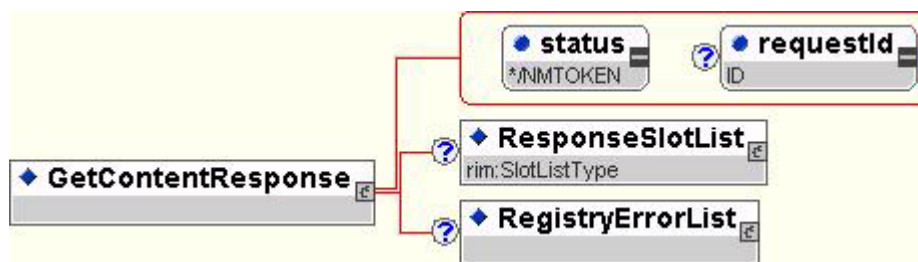 status
*/NMTOKEN
? requestId
ID
GetContentResponse
? ResponseSlotList
rim:SlotListType
? RegistryErrorList